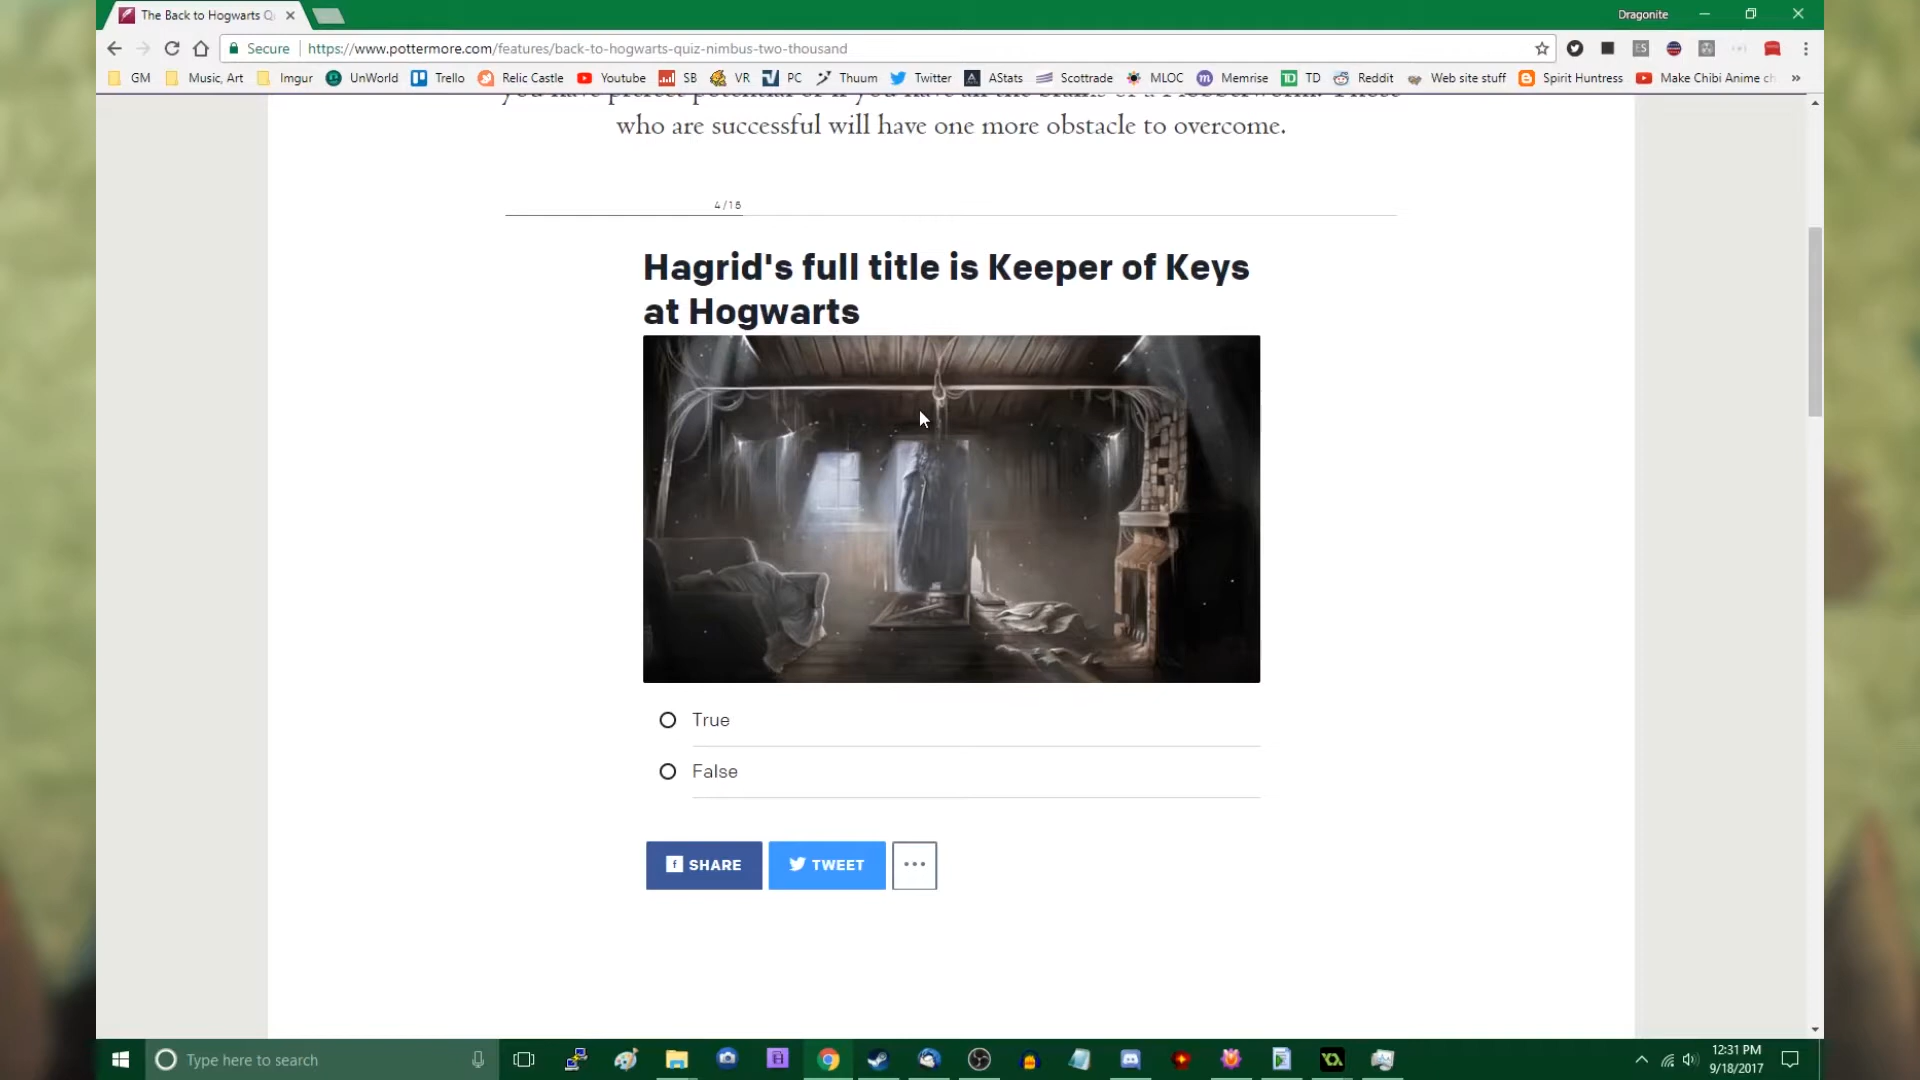 The Back to Hogwarts Q
Dragonite
Secure
https://www.pottermore.com/features/back-to-hogwarts-quiz-nimbus-two-thousand
GM Music, Art Imgur UnWorld Trello Relic Castle Youtube SB VR PC Thuum Twitter AStats Scottrade MLOC Memrise TD Reddit Web site stuff Spirit Huntress Make Chibi Anime ch »
who are successful will have one more obstacle to overcome.
4/15
Hagrid's full title is Keeper of Keys
at Hogwarts
True
False
SHARE TWEET ...
Type here to search
12:31 PM
9/18/2017